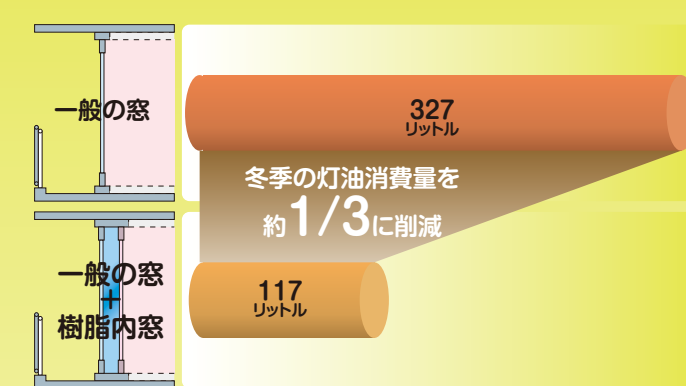 一般の窓
327
リットル
冬季の灯油消費量を
約1/3に削減
一般の窓
+
樹脂内窓
117
リットル